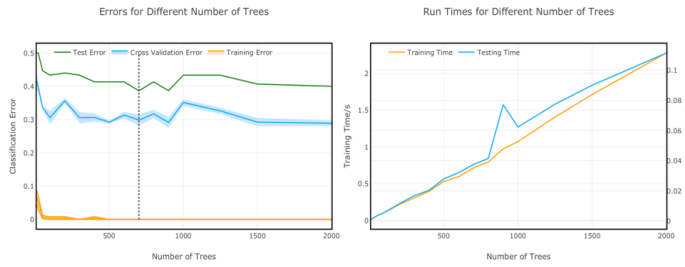 Errors for Different Number of Trees
Test Error Crpss Validation Error Training Error
0.5
0.4
0.3
0.2
0.1
0
Classification Error
500 1000 1500 2000
Number of Trees
Run Times for Different Number of Trees
Training Time Testing Time
2
1.5
1
0.5
0
Training Time/s
0.1
0.08
0.06
0.04
0.02
0
500 1000 1500 2000
Number of Trees